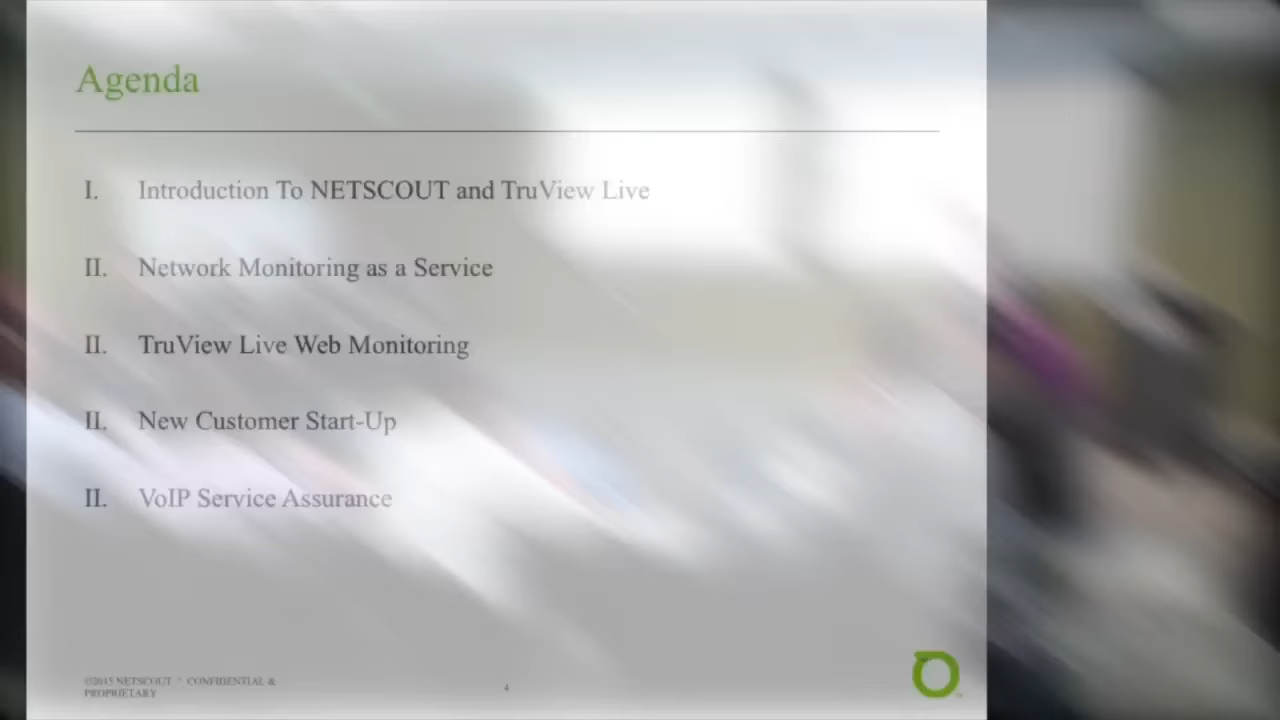 Agenda
I. Introduction To NETSCOUT and TruView Live
II. Network Monitoring as a Service
II. TruView Live Web Monitoring
II. New Customer Start-Up
II. VoIP Service Assurance
©2015 NETSCOUT * CONFIDENTIAL &
PROPRIETARY
4